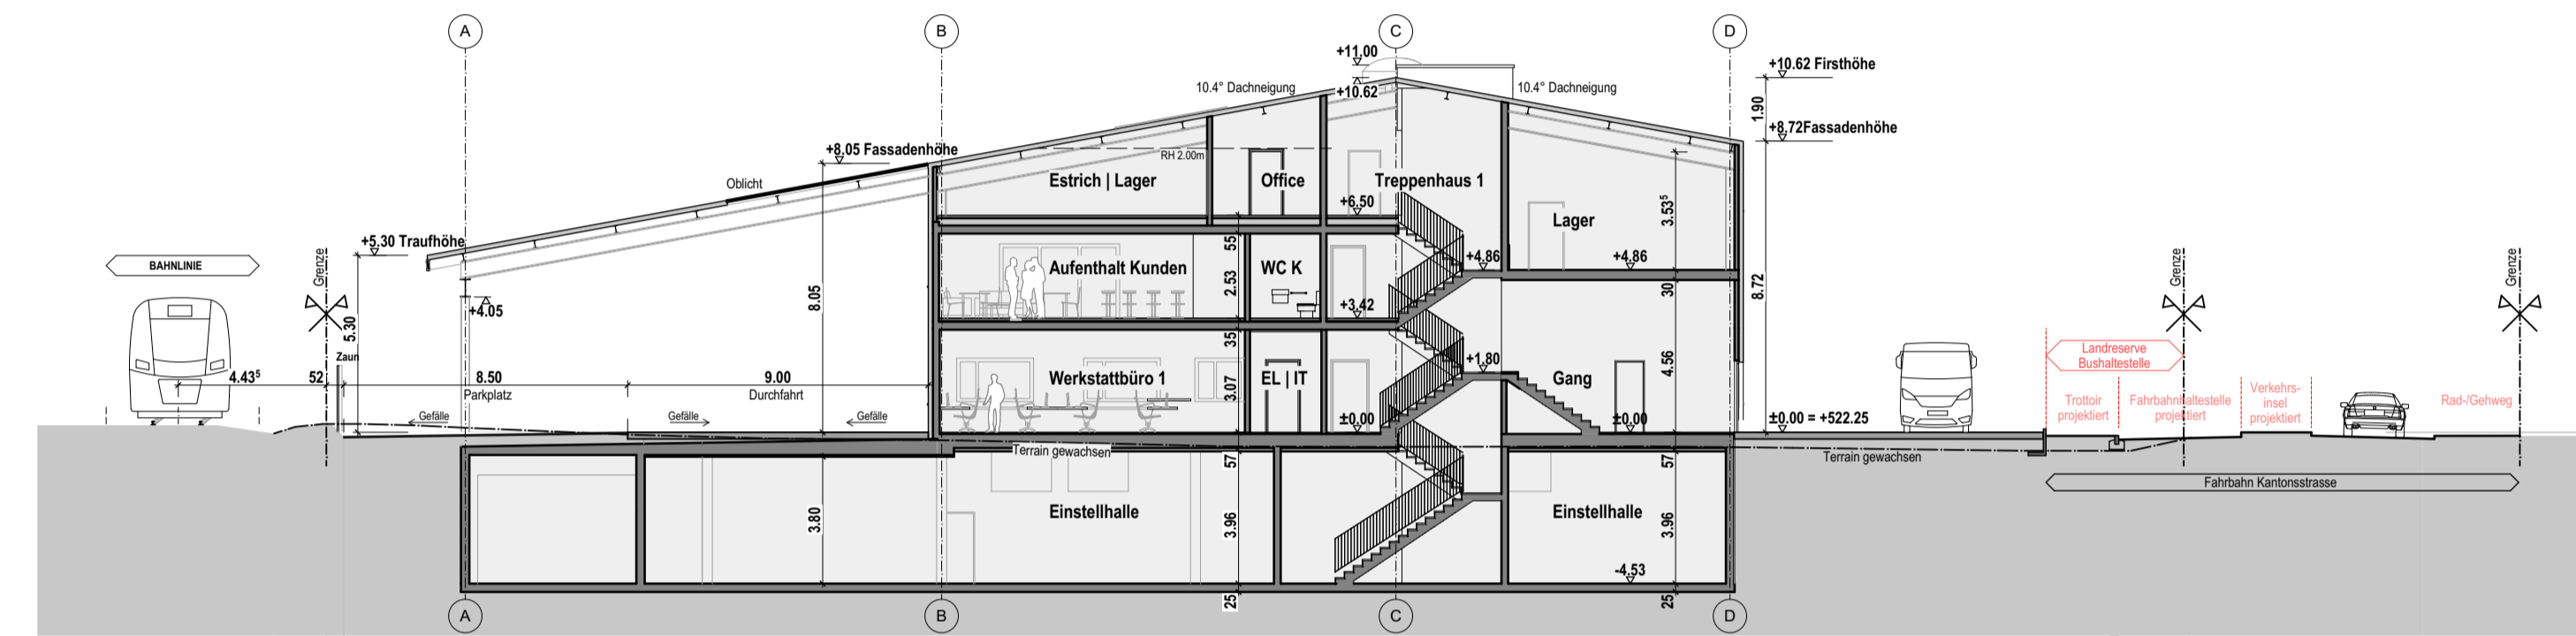 A
B
C
D
+11.00
+10.62 Firsthöhe
10.4° Dachneigung
+10.62
10.4° Dachneigung
1.90
+8.72Fassadenhöhe
+8.05 Fassadenhöhe
RH 2.00m
Oblicht
Estrich | Lager
Office
Treppenhaus 1
+6.50
Lager
3.53⁵
+5.30 Traufhöhe
Grenze
BAHNLINIE
55
Aufenthalt Kunden
WC K
+4.86
+4.86
2.53
30
8.72
Grenze
Grenze
8.05
+4.05
+3.42
5.30
35
Zaun
+1.80
4.56
Landreserve
Bushaltestelle
4.43⁵
52
8.50
9.00
Parkplatz
Durchfahrt
Werkstattbüro 1
EL | IT
Gang
3.07
Trottoir
projektiert
Fahrbahnhaltestelle
projektiert
Verkehrs-
insel
projektiert
Rad-/Gehweg
Gefälle
Gefälle
Gefälle
±0.00
±0.00
±0.00 = +522.25
Terrain gewachsen
57
57
Terrain gewachsen
Fahrbahn Kantonsstrasse
3.80
Einstellhalle
3.96
Einstellhalle
3.96
-4.53
25
25
A
B
C
D